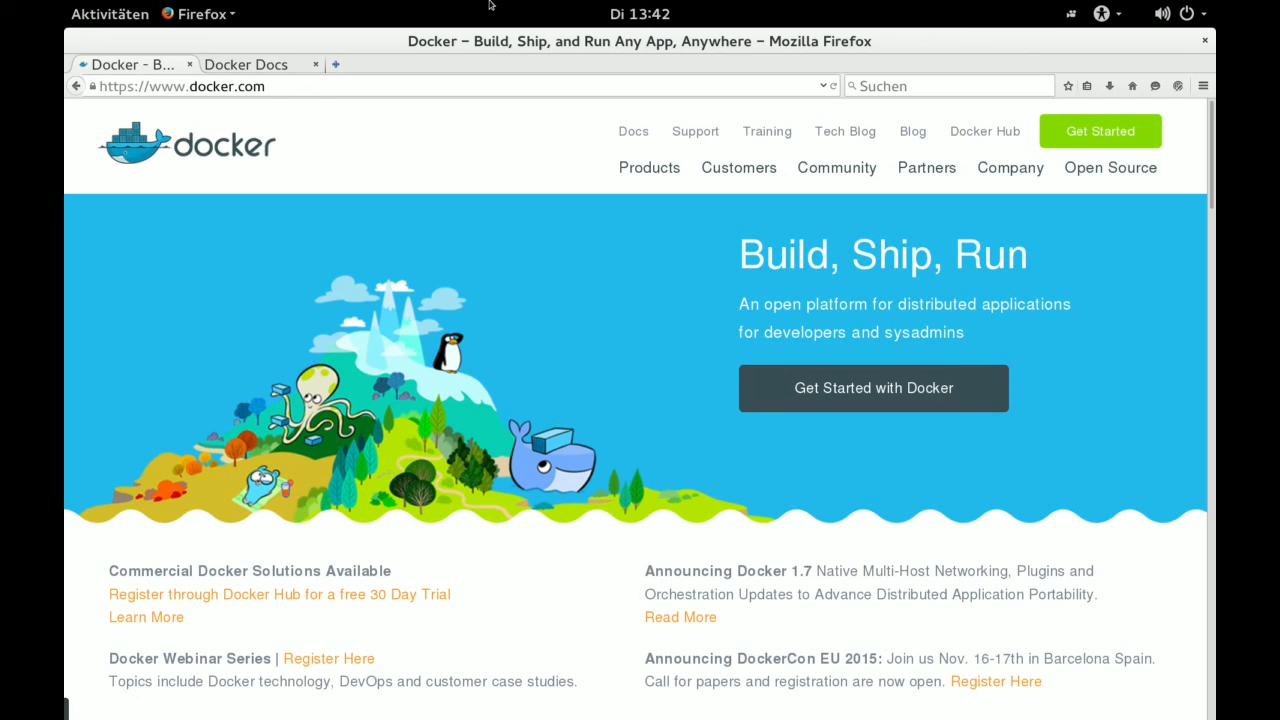 Aktivitäten Firefox Di 13:42
Docker – Build, Ship, and Run Any App, Anywhere – Mozilla Firefox
Docker - B... × Docker Docs ×
https://www.docker.com Suchen
docker
Docs Support Training Tech Blog Blog Docker Hub Get Started
Products Customers Community Partners Company Open Source
Build, Ship, Run
An open platform for distributed applications
for developers and sysadmins
Get Started with Docker
Commercial Docker Solutions Available
Register through Docker Hub for a free 30 Day Trial
Learn More
Announcing Docker 1.7 Native Multi-Host Networking, Plugins and
Orchestration Updates to Advance Distributed Application Portability.
Read More
Docker Webinar Series | Register Here
Topics include Docker technology, DevOps and customer case studies.
Announcing DockerCon EU 2015: Join us Nov. 16-17th in Barcelona Spain.
Call for papers and registration are now open. Register Here